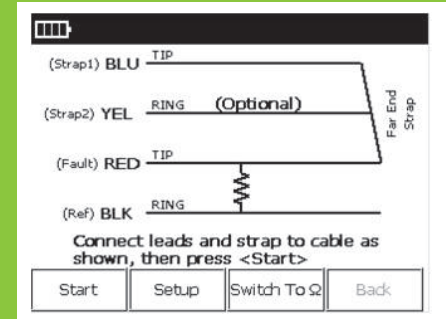 TIP
(Strap1) BLU
RING (Optional)
(Strap2) YEL
Far End
Strap
TIP
(Fault) RED
RING
(Ref) BLK
Connect leads and strap to cable as
shown, then press <Start>
Start Setup Switch To Ω Back